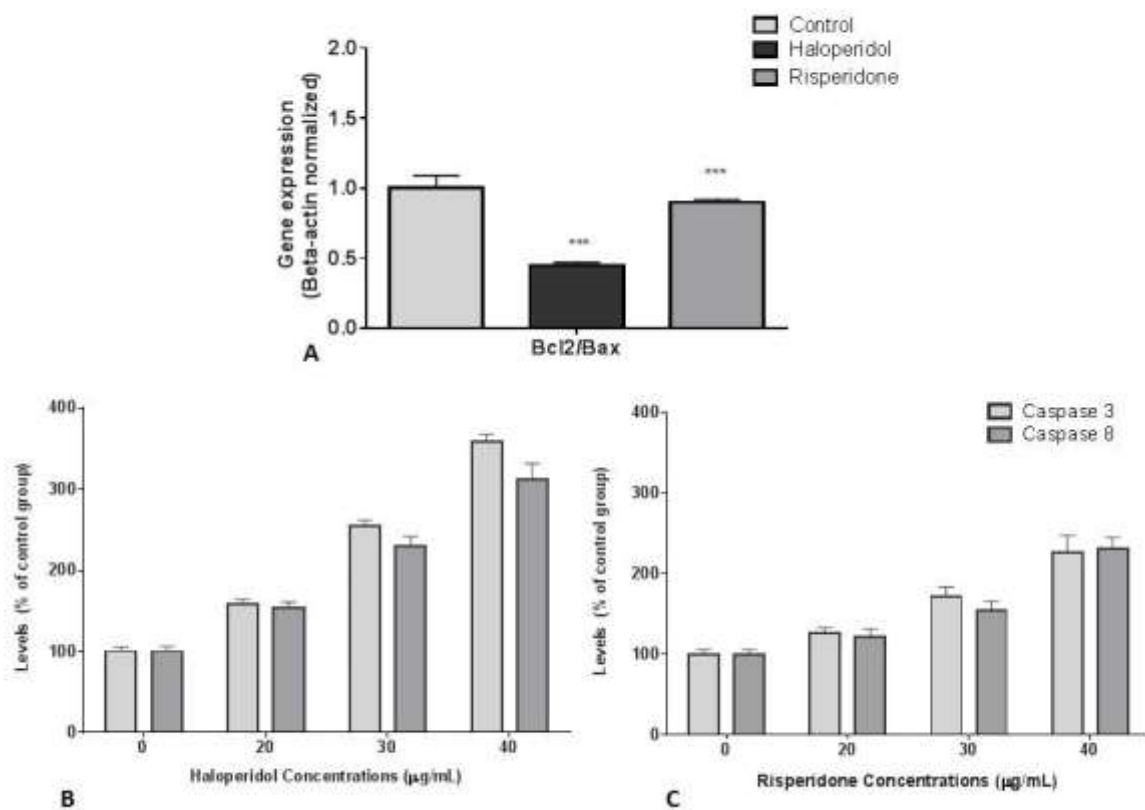 Control
Haloperidol
Risperidone
Gene expression
(Beta-actin normalized)
2.0
1.5
1.0
0.5
0.0
***
***
Bcl2/Bax
A
Levels (% of control group)
400
300
200
100
0
0 20 30 40
Haloperidol Concentrations (µg/mL)
B
Caspase 3
Caspase 8
Levels (% of control group)
400
300
200
100
0
0 20 30 40
Risperidone Concentrations (µg/mL)
C